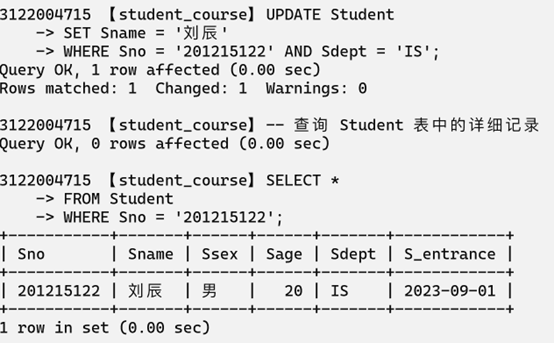 3122004715 【student_course】UPDATE Student
    -> SET Sname = '刘辰'
    -> WHERE Sno = '201215122' AND Sdept = 'IS';
Query OK, 1 row affected (0.00 sec)
Rows matched: 1  Changed: 1  Warnings: 0

3122004715 【student_course】-- 查询 Student 表中的详细记录
Query OK, 0 rows affected (0.00 sec)

3122004715 【student_course】SELECT *
    -> FROM Student
    -> WHERE Sno = '201215122';
+-----------+-------+------+------+-------+------------+
| Sno       | Sname | Ssex | Sage | Sdept | S_entrance |
+-----------+-------+------+------+-------+------------+
| 201215122 | 刘辰  | 男   |   20 | IS    | 2023-09-01 |
+-----------+-------+------+------+-------+------------+
1 row in set (0.00 sec)